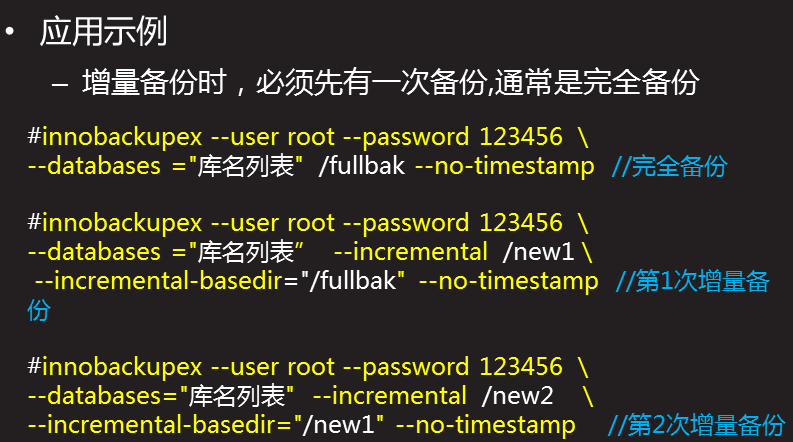 • 应用示例
– 增量备份时，必须先有一次备份,通常是完全备份
#innobackupex --user root --password 123456 \
--databases ="库名列表" /fullbak --no-timestamp //完全备份
#innobackupex --user root --password 123456 \
--databases ="库名列表” --incremental /new1 \
--incremental-basedir="/fullbak" --no-timestamp //第1次增量备
份
#innobackupex --user root --password 123456 \
--databases="库名列表" --incremental /new2 \
--incremental-basedir="/new1" --no-timestamp //第2次增量备份